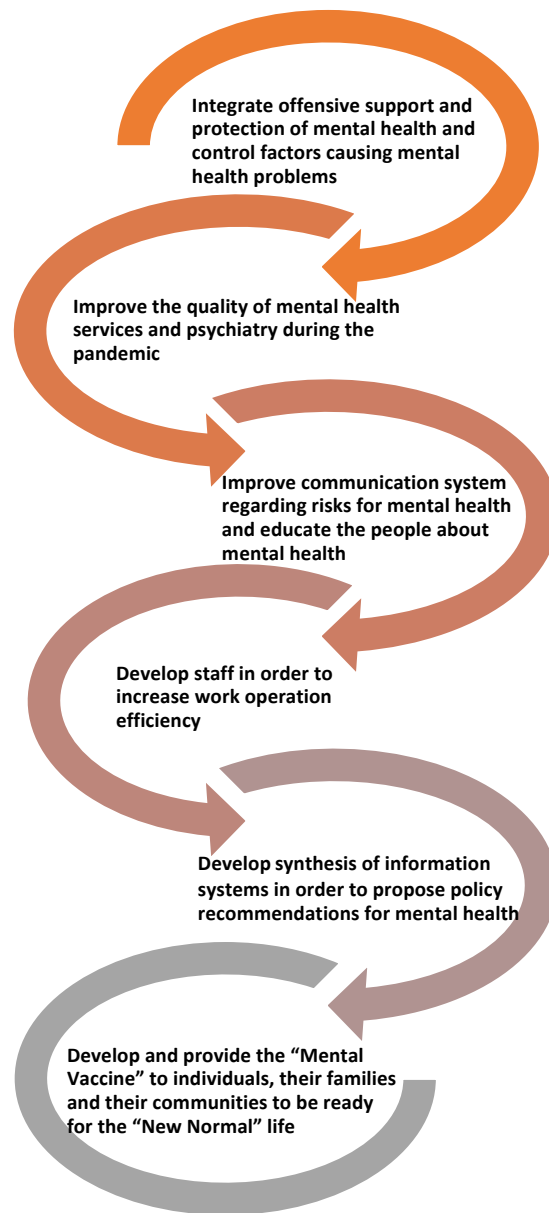 Integrate offensive support and
protection of mental health and
control factors causing mental
health problems
Improve the quality of mental health
services and psychiatry during the
pandemic
Improve communication system
regarding risks for mental health
and educate the people about
mental health
Develop staff in order to
increase work operation
efficiency
Develop synthesis of information
systems in order to propose policy
recommendations for mental health
Develop and provide the “Mental
Vaccine” to individuals, their families
and their communities to be ready
for the “New Normal” life